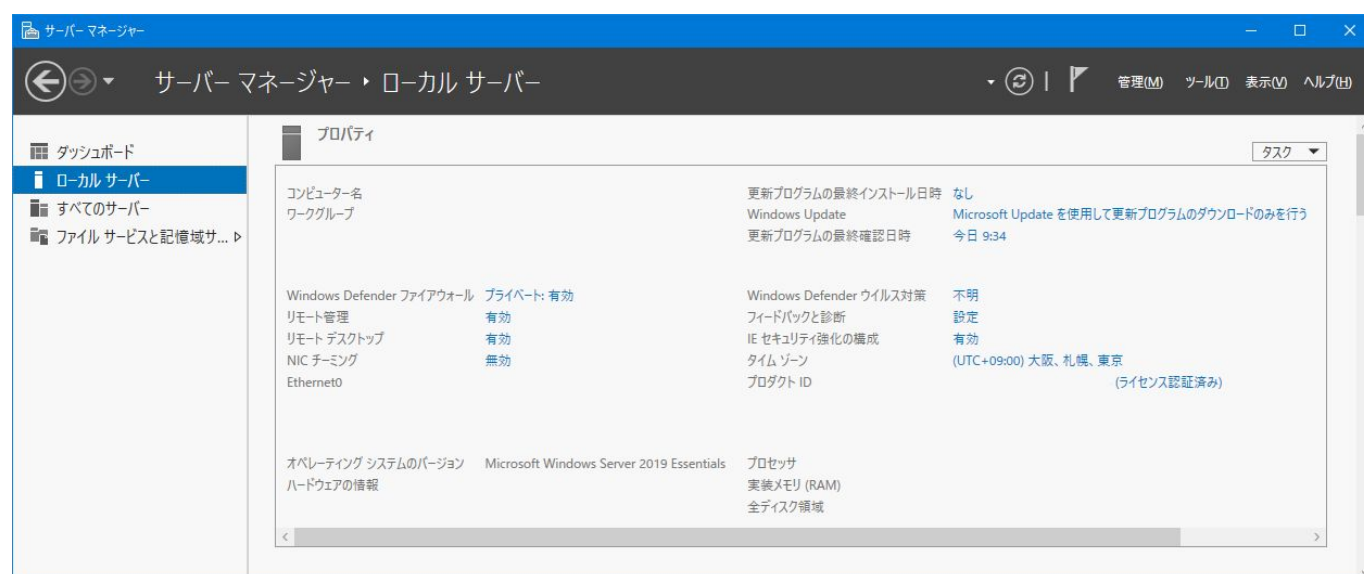 サーバー マネージャー
サーバー マネージャー ・ ローカル サーバー
管理(M) ツール(T) 表示(V) ヘルプ(H)
ダッシュボード
ローカル サーバー
すべてのサーバー
ファイル サービスと記憶域サ...
プロパティ
タスク
コンピューター名
ワークグループ
更新プログラムの最終インストール日時 なし
Windows Update Microsoft Update を使用して更新プログラムのダウンロードのみを行う
更新プログラムの最終確認日時 今日 9:34
Windows Defender ファイアウォール プライベート: 有効
リモート管理 有効
リモート デスクトップ 有効
NIC チーミング 無効
Ethernet0
Windows Defender ウイルス対策 不明
フィードバックと診断 設定
IE セキュリティ強化の構成 有効
タイム ゾーン (UTC+09:00) 大阪、札幌、東京
プロダクト ID (ライセンス認証済み)
オペレーティング システムのバージョン Microsoft Windows Server 2019 Essentials
ハードウェアの情報
プロセッサ
実装メモリ (RAM)
全ディスク領域